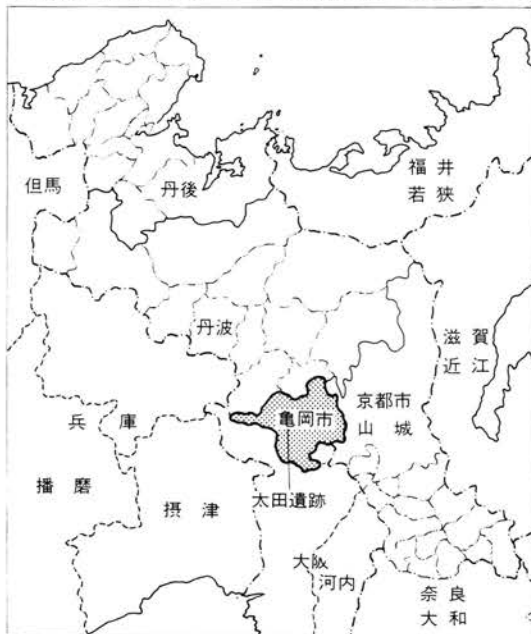 但馬
丹後
福井
若狭
丹波
滋賀
近江
兵庫
亀岡市
京都市
山城
播磨
摂津
太田遺跡
大阪
河内
奈良
大和